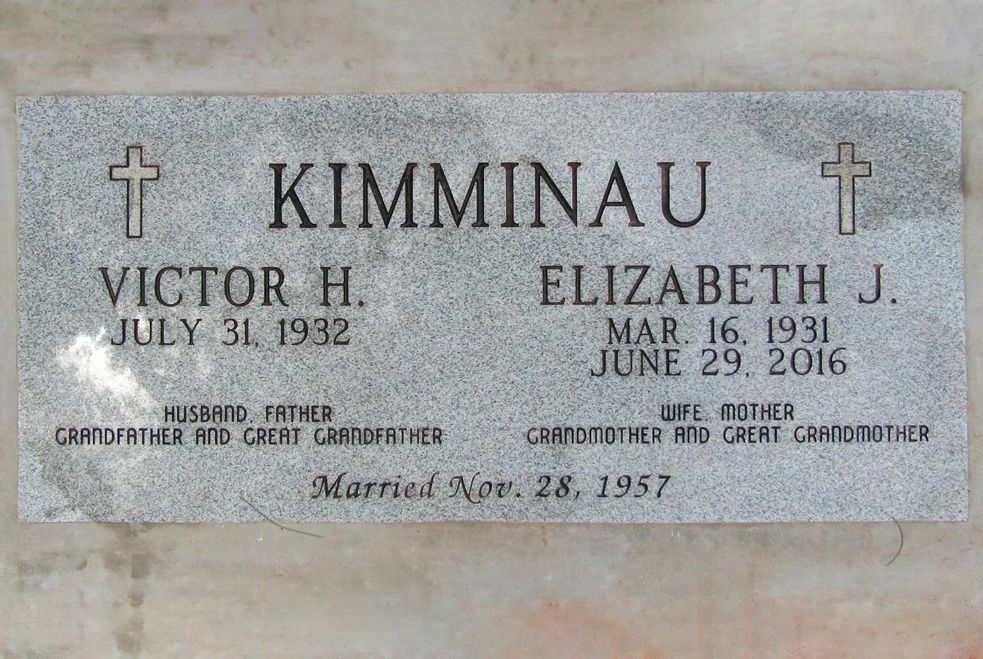 KIMMINAU
VICTOR H.
JULY 31, 1932
HUSBAND, FATHER
GRANDFATHER AND GREAT GRANDFATHER
ELIZABETH J.
MAR. 16, 1931
JUNE 29, 2016
WIFE, MOTHER
GRANDMOTHER AND GREAT GRANDMOTHER
Married Nov. 28, 1957